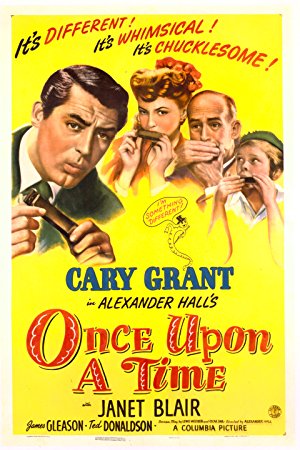 It's Different!
It's Whimsical!
It's Chucklesome!
I'M
SOMETHING
DIFFERENT!
CARY GRANT
in ALEXANDER HALL'S
Once Upon
A Time
with JANET BLAIR
James GLEASON • Ted DONALDSON •
A COLUMBIA PICTURE